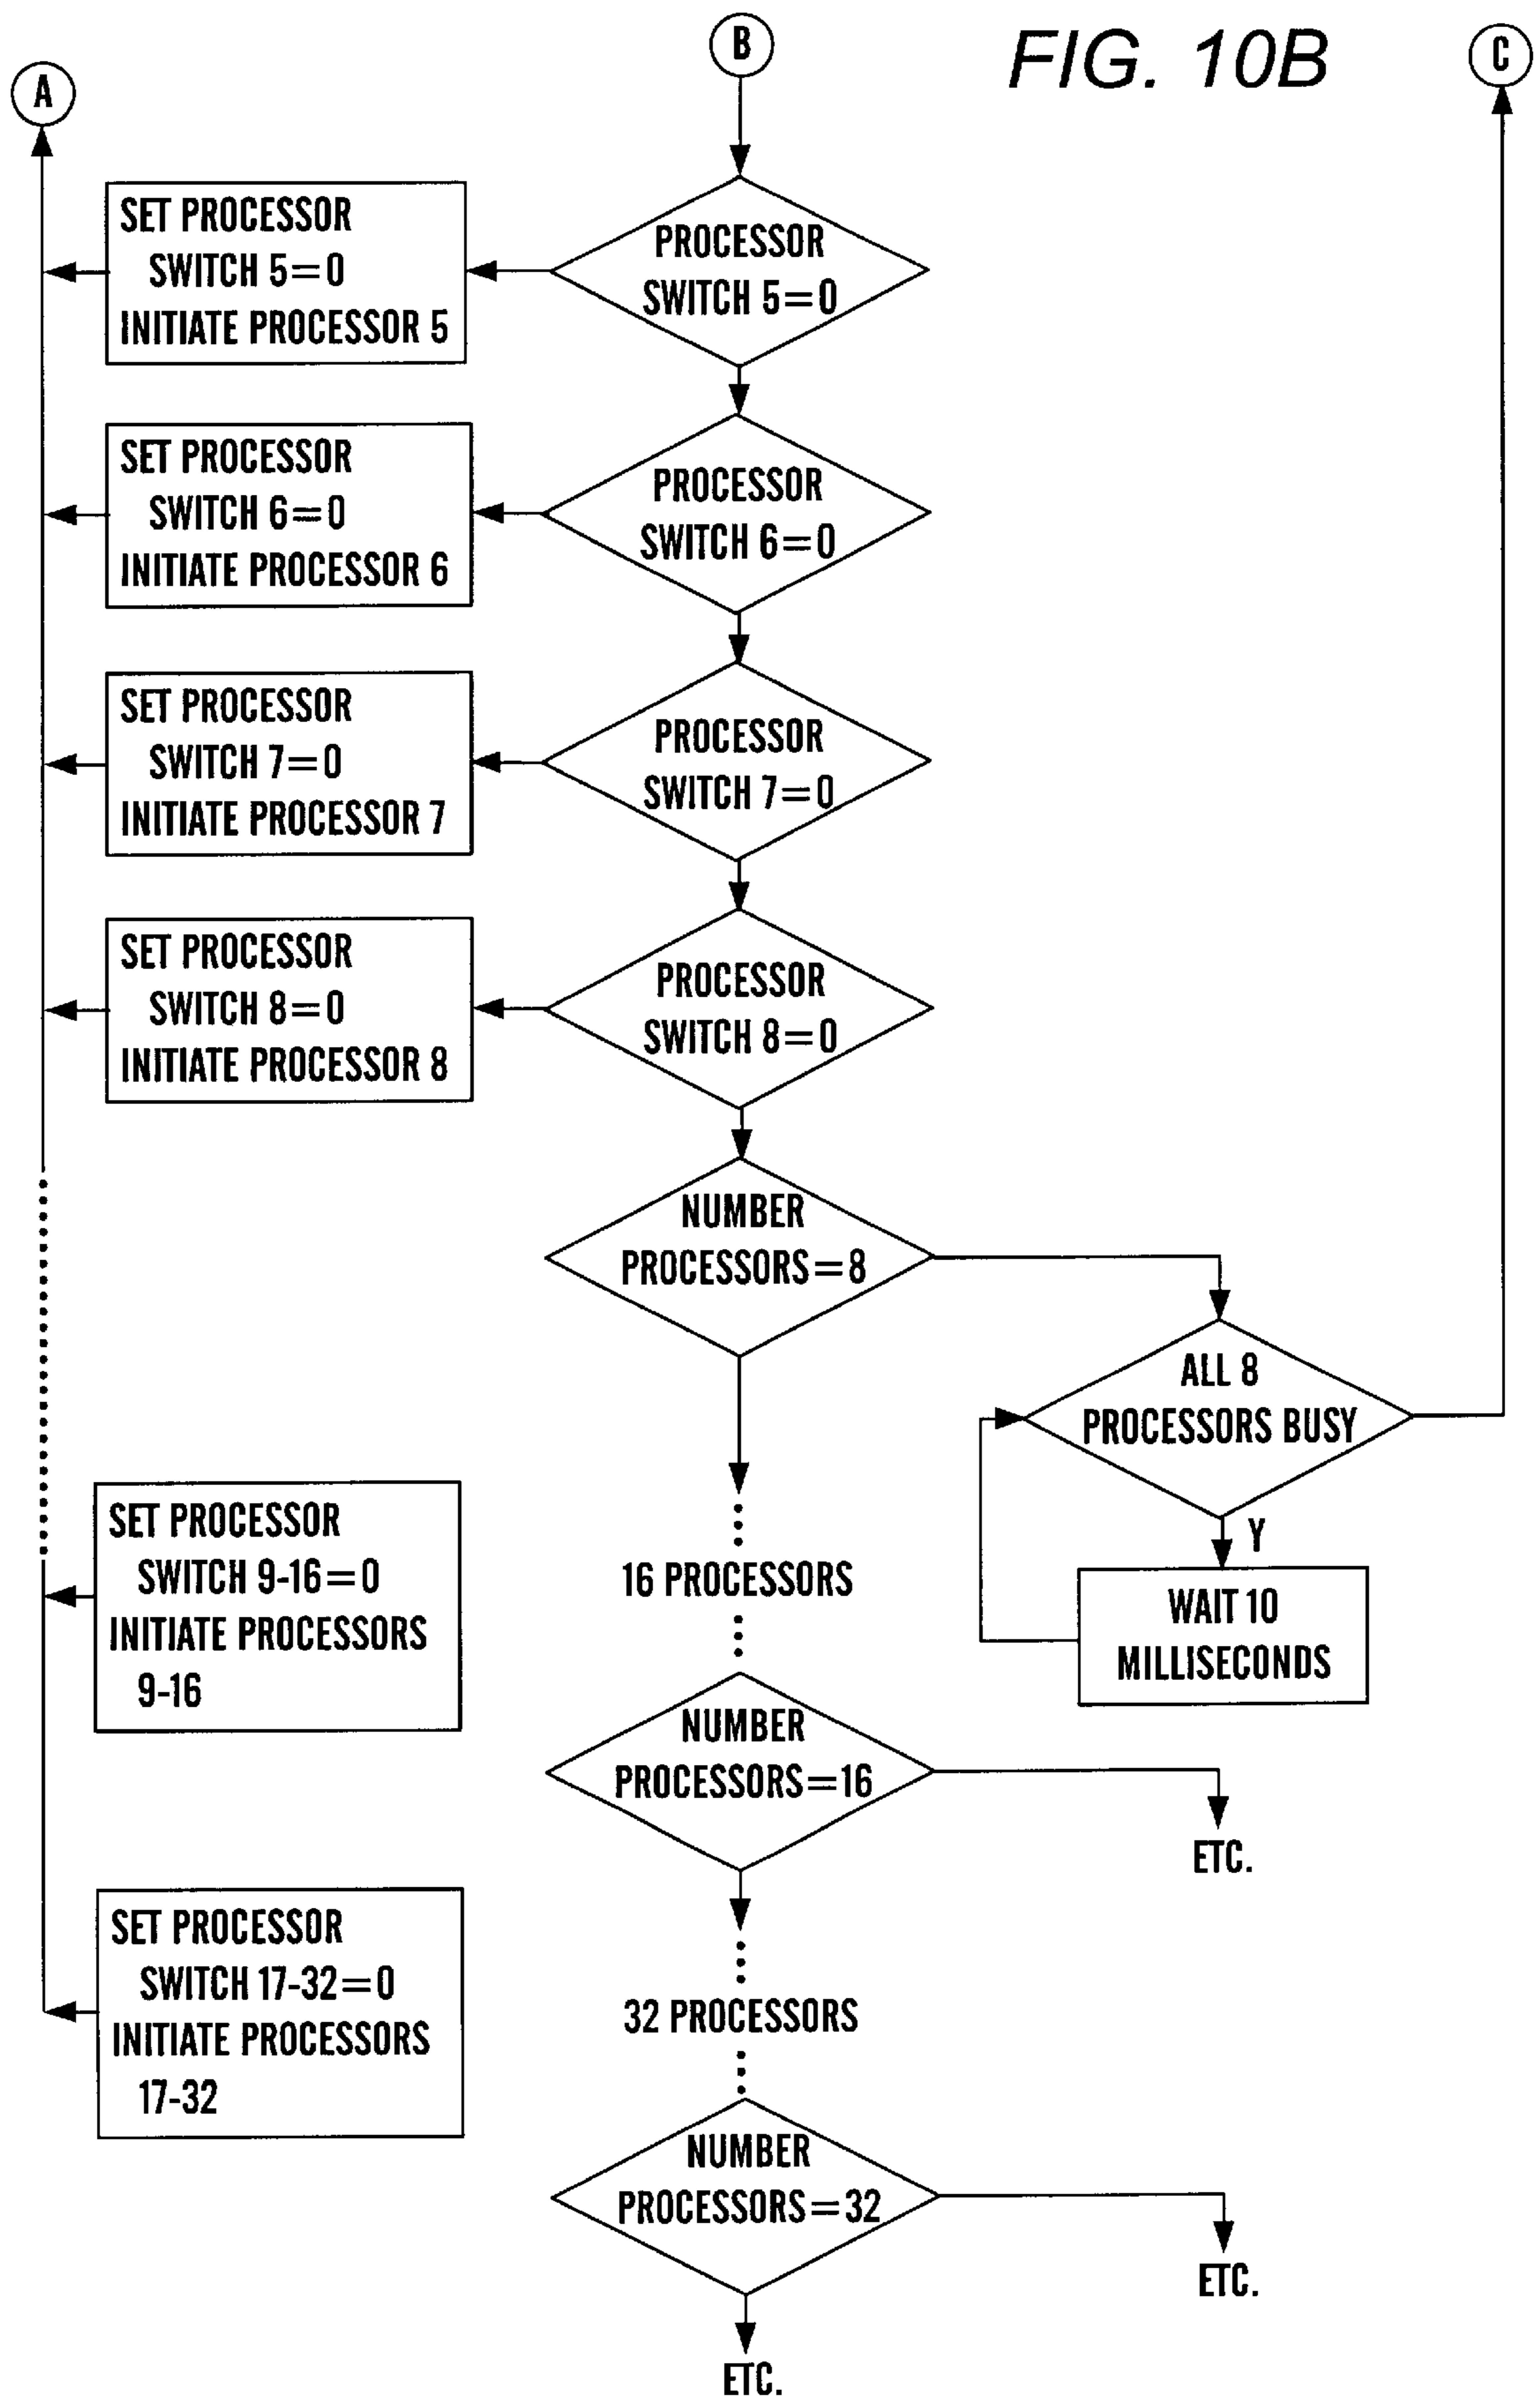 B
FIG. 10B
C
A
SET PROCESSOR
SWITCH 5=0
INITIATE PROCESSOR 5
PROCESSOR
SWITCH 5=0
SET PROCESSOR
SWITCH 6=0
INITIATE PROCESSOR 6
PROCESSOR
SWITCH 6=0
SET PROCESSOR
SWITCH 7=0
INITIATE PROCESSOR 7
PROCESSOR
SWITCH 7=0
SET PROCESSOR
SWITCH 8=0
INITIATE PROCESSOR 8
PROCESSOR
SWITCH 8=0
NUMBER
PROCESSORS=8
ALL 8
PROCESSORS BUSY
Y
WAIT 10
MILLISECONDS
SET PROCESSOR
SWITCH 9-16=0
INITIATE PROCESSORS
9-16
16 PROCESSORS
NUMBER
PROCESSORS=16
ETC.
SET PROCESSOR
SWITCH 17-32=0
INITIATE PROCESSORS
17-32
32 PROCESSORS
NUMBER
PROCESSORS=32
ETC.
ETC.